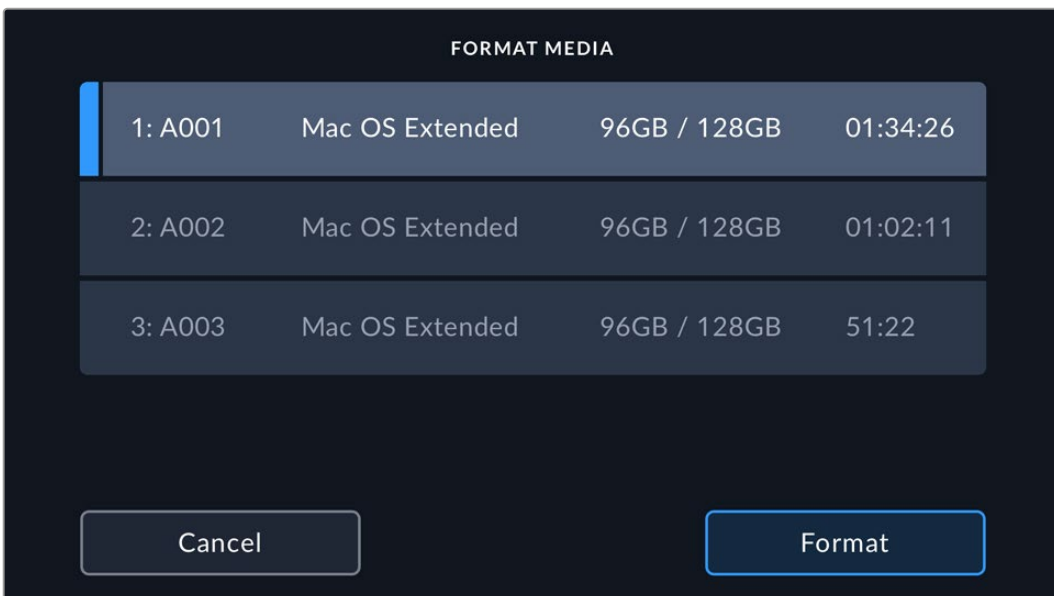 FORMAT MEDIA
1: A001 Mac OS Extended 96GB / 128GB 01:34:26
2: A002 Mac OS Extended 96GB / 128GB 01:02:11
3: A003 Mac OS Extended 96GB / 128GB 51:22
Cancel Format